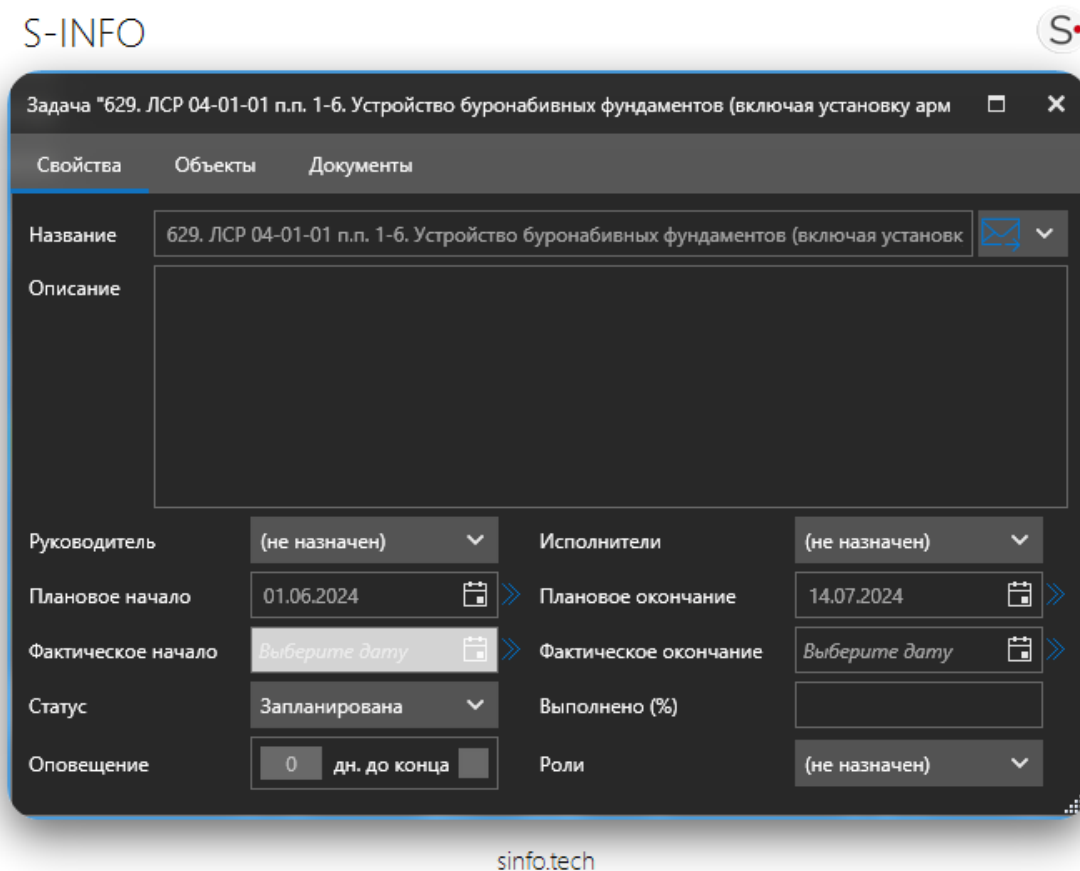 S-INFO
S
Задача "629. ЛСР 04-01-01 п.п. 1-6. Устройство буронабивных фундаментов (включая установку арм
Свойства Объекты Документы
Название 629. ЛСР 04-01-01 п.п. 1-6. Устройство буронабивных фундаментов (включая установк
Описание
Руководитель (не назначен) Исполнители (не назначен)
Плановое начало 01.06.2024 Плановое окончание 14.07.2024
Фактическое начало Выберите дату Фактическое окончание Выберите дату
Статус Запланирована Выполнено (%)
Оповещение 0 дн. до конца Роли (не назначен)
sinfo.tech